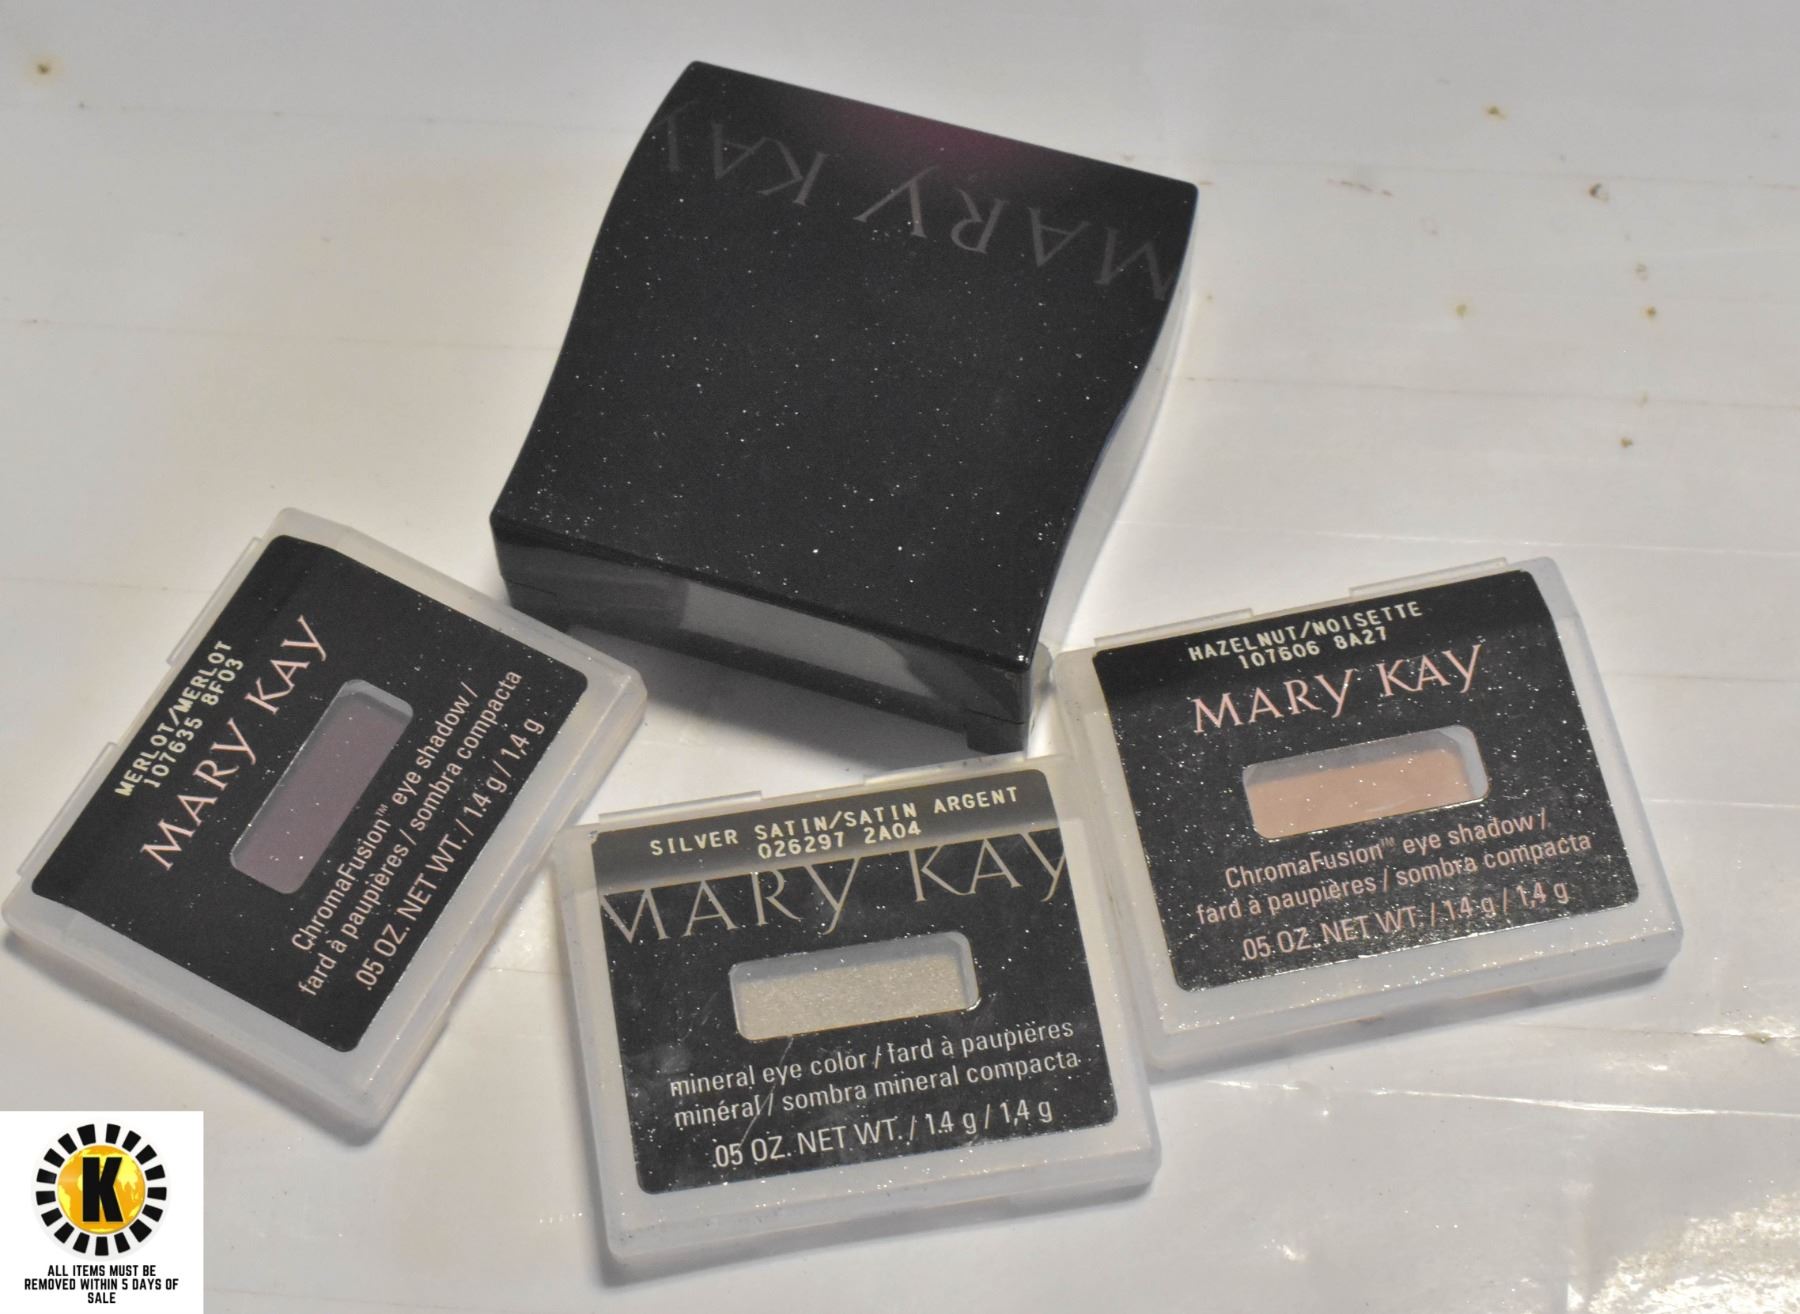 MARY KAY
MERLOT/MERLOT
107635 8F03
MARY KAY
ChromaFusion™ eye shadow /
fard à paupières / sombra compacta
.05 OZ. NET WT. / 1.4 g / 1,4 g
SILVER SATIN/SATIN ARGENT
026297 2A04
MARY KAY
mineral eye color / fard à paupières
minéral / sombra mineral compacta
.05 OZ. NET WT. / 1.4 g / 1,4 g
HAZELNUT/NOISETTE
107606 8A27
MARY KAY
ChromaFusion™ eye shadow /
fard à paupières / sombra compacta
.05 OZ. NET WT. / 1.4 g / 1,4 g
K
ALL ITEMS MUST BE
REMOVED WITHIN 5 DAYS OF
SALE